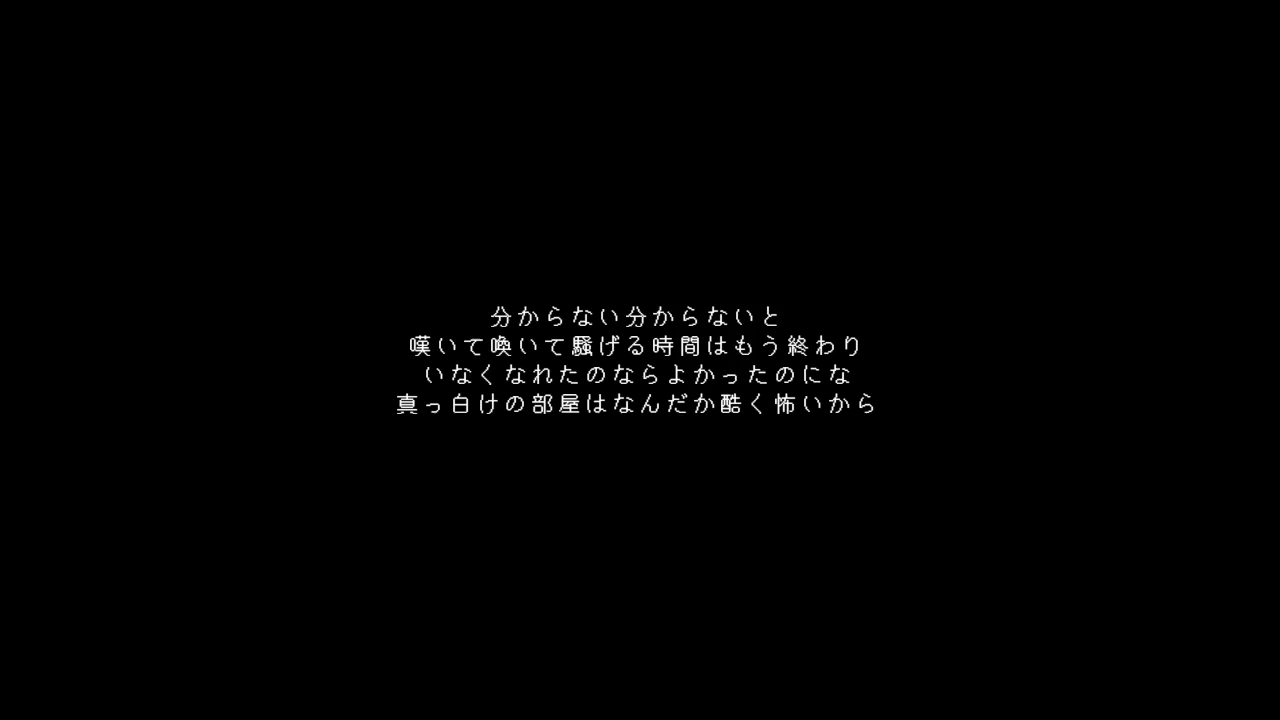 分からない分からないと
嘆いて喚いて騒げる時間はもう終わり
いなくなれたのならよかったのにな
真っ白けの部屋はなんだか酷く怖いから